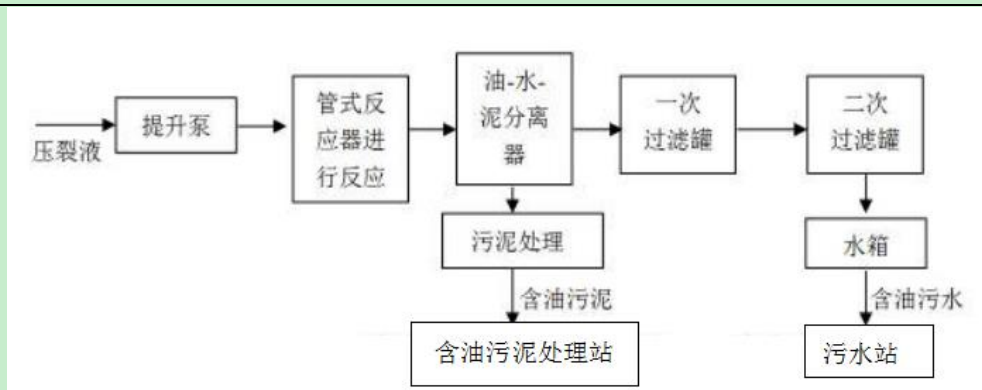 压裂液
提升泵
管式反
应器进
行反应
油-水-
泥分离
器
一次
过滤罐
二次
过滤罐
污泥处理
水箱
含油污泥
含油污水
含油污泥处理站
污水站